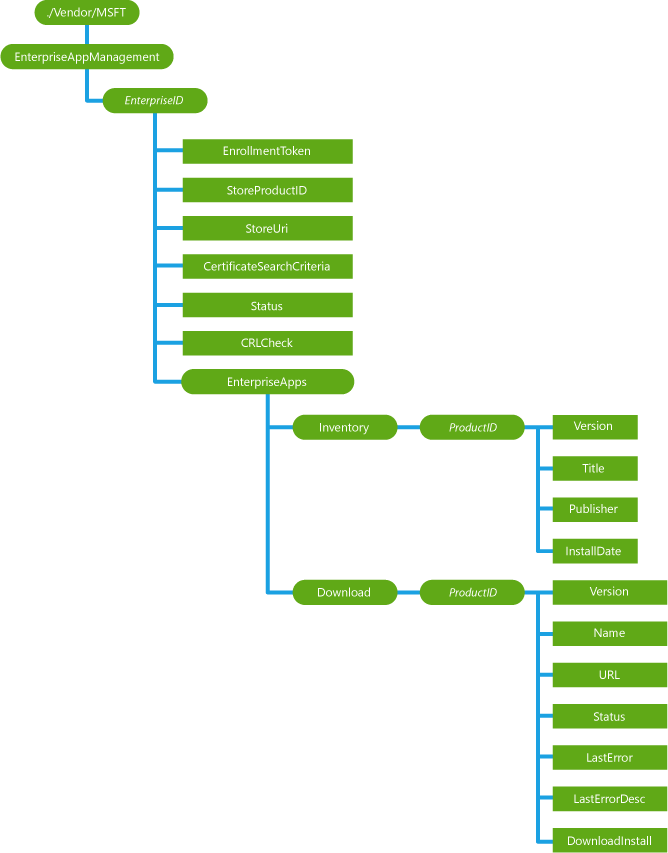 ./Vendor/MSFT
EnterpriseAppManagement
EnterpriseID
EnrollmentToken
StoreProductID
StoreUri
CertificateSearchCriteria
Status
CRLCheck
EnterpriseApps
Inventory
ProductID
Version
Title
Publisher
InstallDate
Download
ProductID
Version
Name
URL
Status
LastError
LastErrorDesc
DownloadInstall